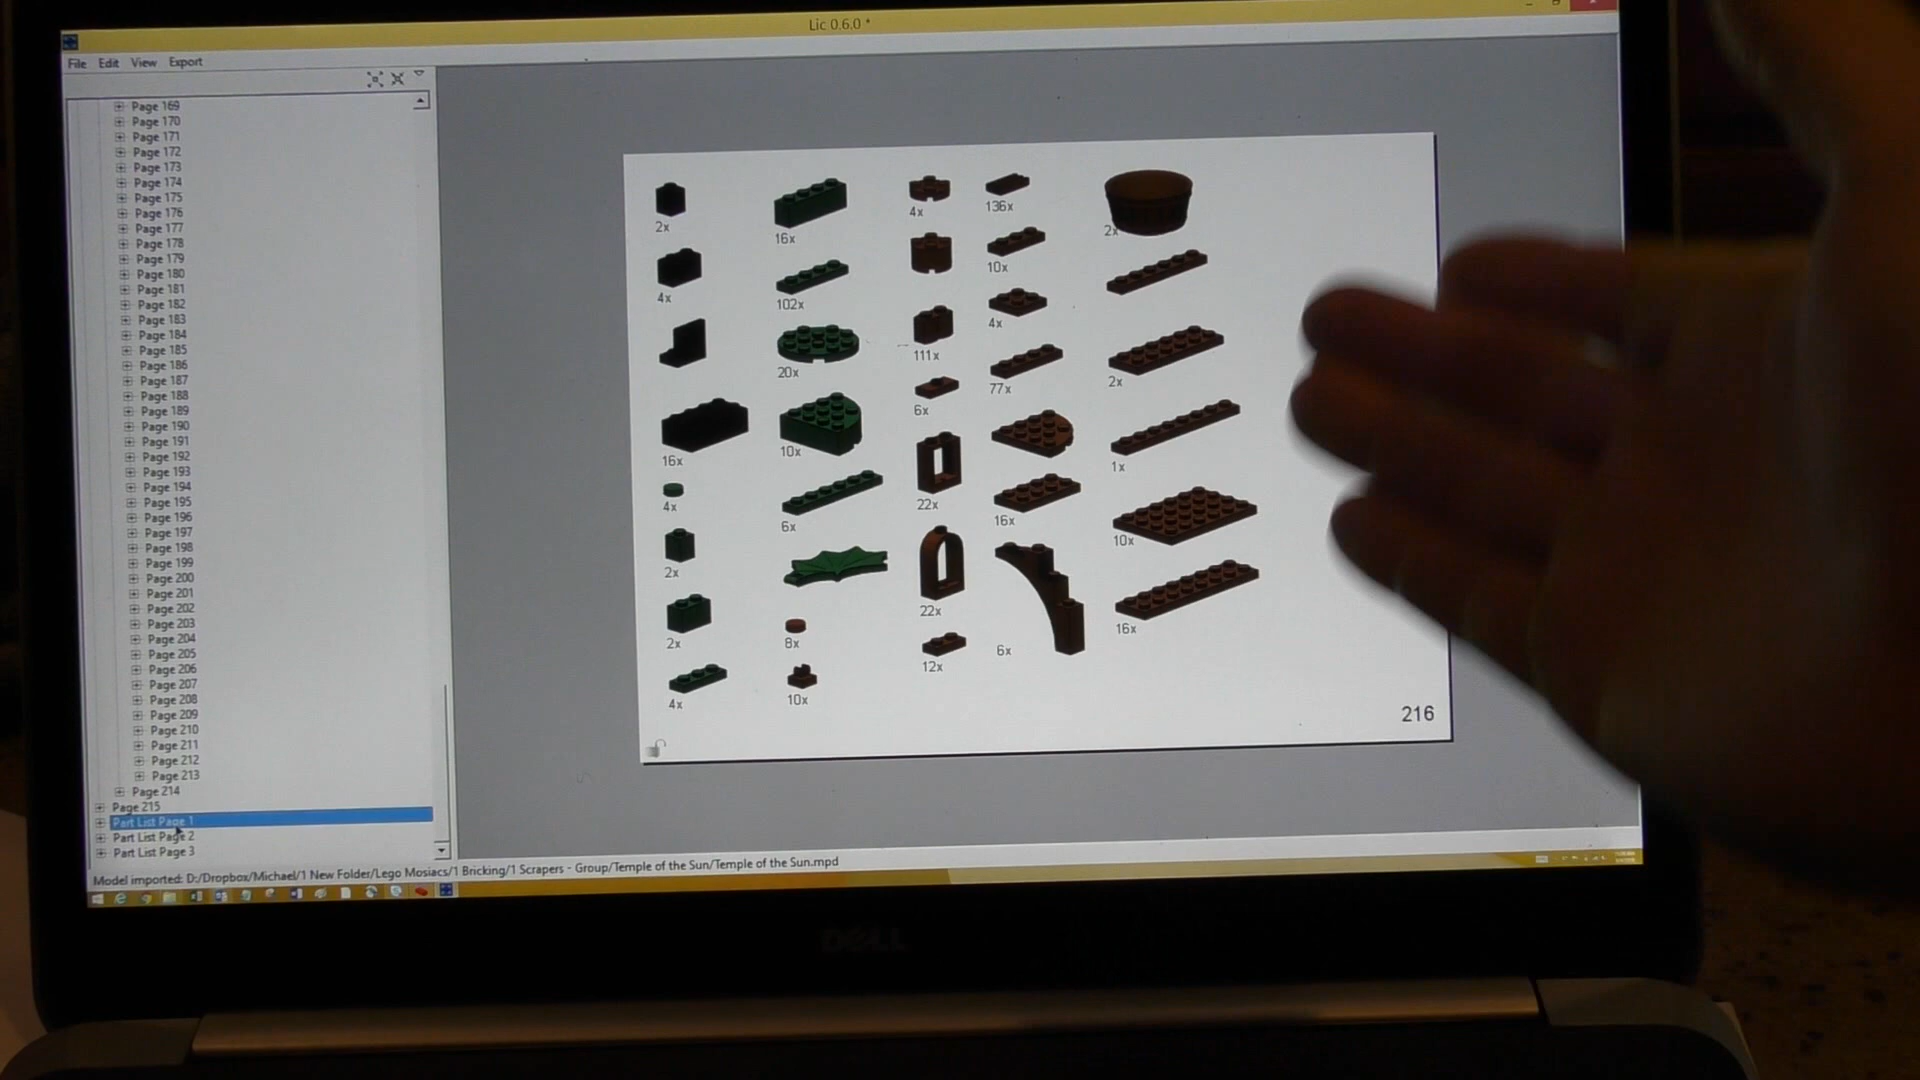 Lic 0.6.0 *
File Edit View Export
Page 169
Page 170
Page 171
Page 172
Page 173
Page 174
Page 175
Page 176
Page 177
Page 178
Page 179
Page 180
Page 181
Page 182
Page 183
Page 184
Page 185
Page 186
Page 187
Page 188
Page 189
Page 190
Page 191
Page 192
Page 193
Page 194
Page 195
Page 196
Page 197
Page 198
Page 199
Page 200
Page 201
Page 202
Page 203
Page 204
Page 205
Page 206
Page 207
Page 208
Page 209
Page 210
Page 211
Page 212
Page 213
Page 214
Page 215
Part List Page 1
Part List Page 2
Part List Page 3
2x
4x
16x
4x
2x
2x
4x
16x
102x
20x
10x
6x
8x
10x
4x
111x
6x
22x
22x
12x
136x
10x
4x
77x
16x
6x
2x
2x
1x
10x
16x
216
Model imported: D:/Dropbox/Michael/1 New Folder/Lego Mosiacs/1 Bricking/1 Scrapers - Group/Temple of the Sun/Temple of the Sun.mpd
DELL